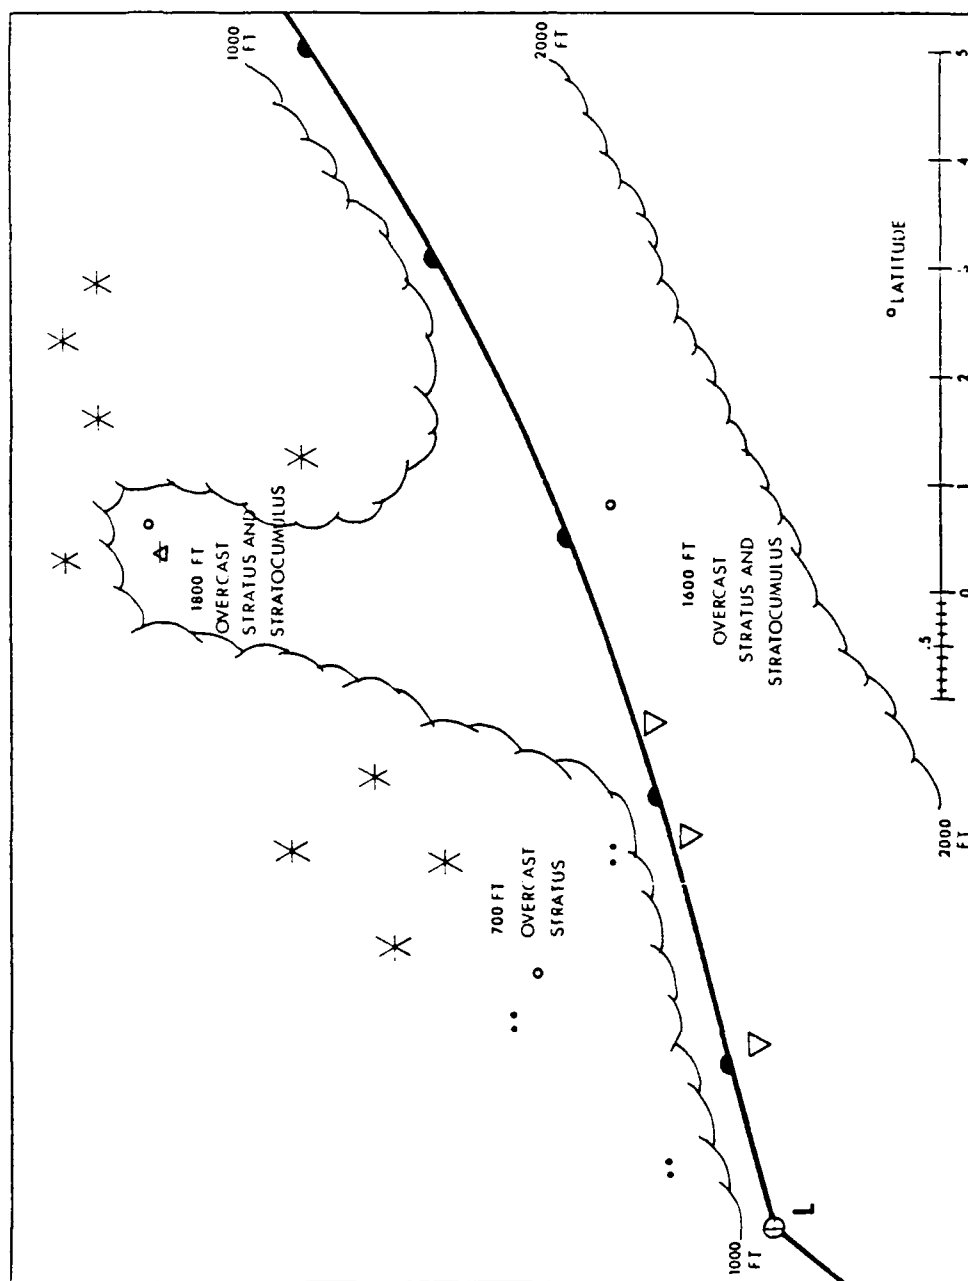 1000
FT
2000
FT
1800 FT
OVERCAST
STRATUS AND
STRATOCUMULUS
1600 FT
OVERCAST
STRATUS AND
STRATOCUMULUS
700 FT
OVERCAST
STRATUS
1000
FT
L
2000
FT
°LATITUDE
.5 0 1 2 3 4 5